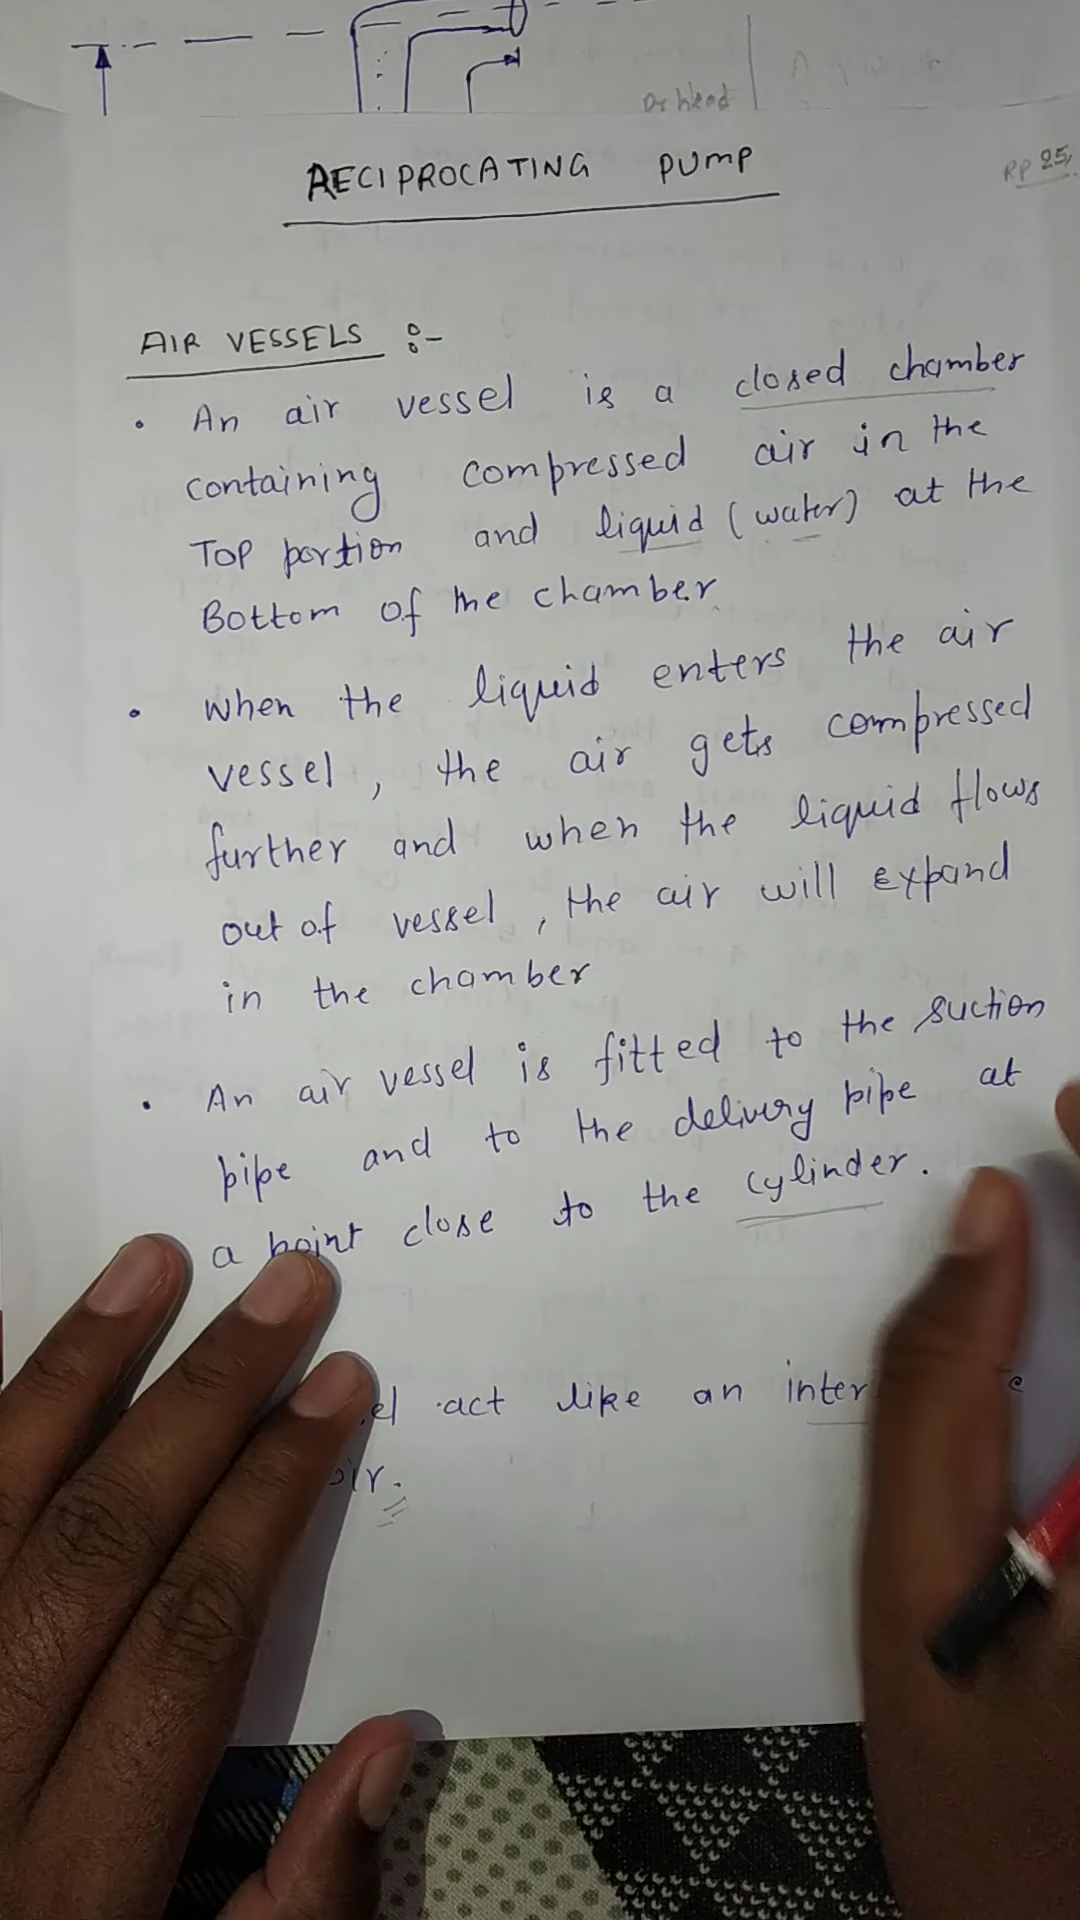 Dr head
RECIPROCATING PUMP
RP 25,
AIR VESSELS :-
• An air vessel is a closed chamber
containing compressed air in the
Top portion and liquid (water) at the
Bottom of the chamber
• When the liquid enters the air
vessel, the air gets compressed
further and when the liquid flows
out of vessel, the air will expand
in the chamber
• An air vessel is fitted to the suction
pipe and to the delivery pipe at
a point close to the cylinder.
el act like an inter e
oir.